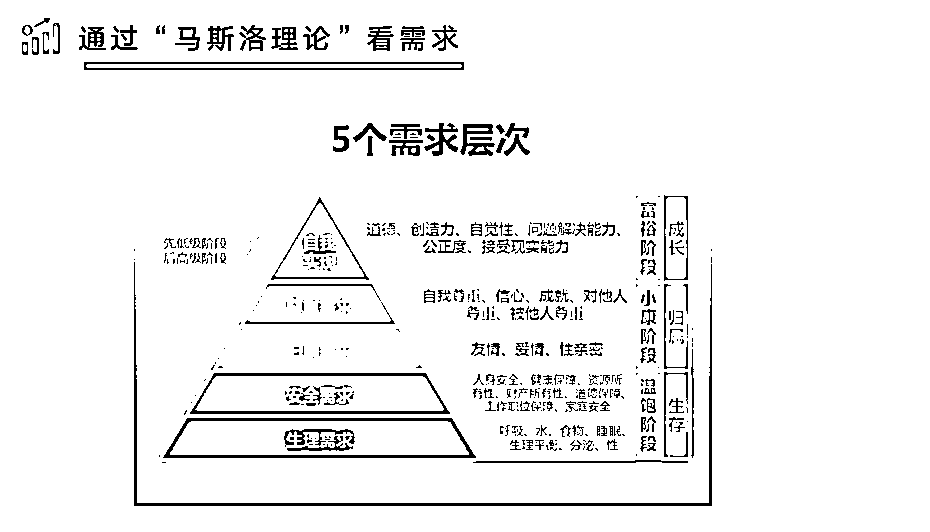 通过“马斯洛理论”看需求
5个需求层次
先低级阶段
后高级阶段
自我
实现
道德、创造力、自觉性、问题解决能力、
公正度、接受现实能力
富裕阶段
成长
自我尊重、信心、成就、对他人
尊重、被他人尊重
小康阶段
归属
友情、爱情、性亲密
安全需求
人身安全、健康保障、资源所
有性、财产所有性、道德保障、
工作职位保障、家庭安全
温饱阶段
生存
生理需求
呼吸、水、食物、睡眠、
生理平衡、分泌、性